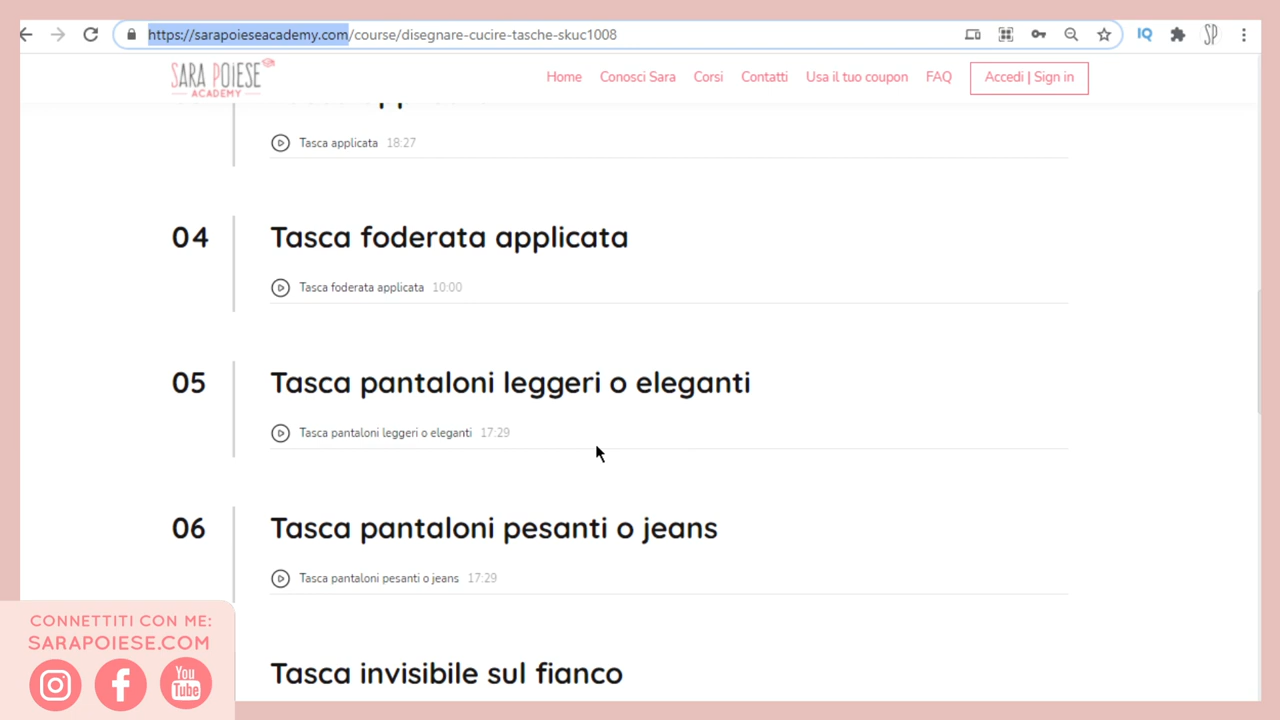 https://sarapoieseacademy.com/course/disegnare-cucire-tasche-skuc1008
IQ
SP
SARA POIESE
ACADEMY
Home
Conosci Sara
Corsi
Contatti
Usa il tuo coupon
FAQ
Accedi | Sign in
Tasca applicata 18:27
04
Tasca foderata applicata
Tasca foderata applicata 10:00
05
Tasca pantaloni leggeri o eleganti
Tasca pantaloni leggeri o eleganti 17:29
06
Tasca pantaloni pesanti o jeans
Tasca pantaloni pesanti o jeans 17:29
Tasca invisibile sul fianco
CONNETTITI CON ME:
SARAPOIESE.COM
You
Tube